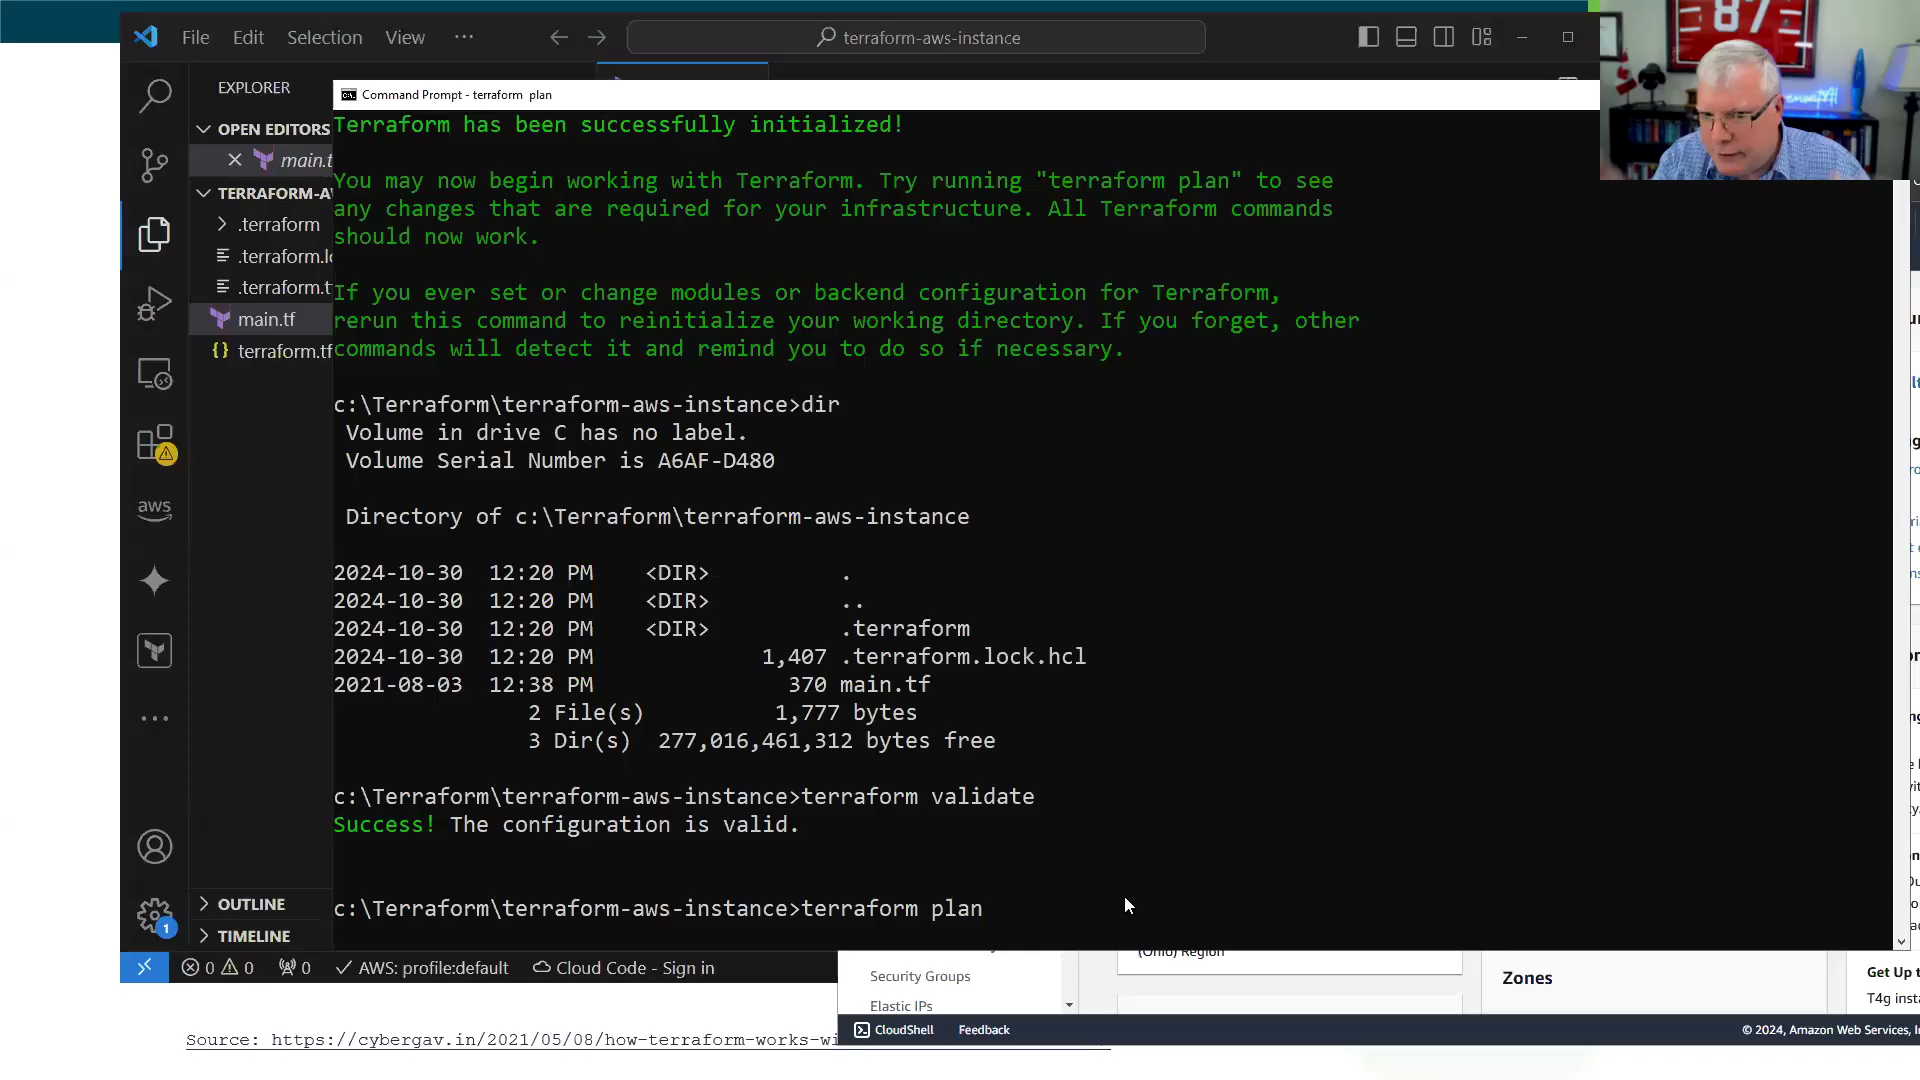 File Edit Selection View ...
terraform-aws-instance
87
EXPLORER
OPEN EDITORS
main.t
TERRAFORM-A
.terraform
.terraform.lo
.terraform.t
main.tf
{} terraform.tf
aws
OUTLINE
TIMELINE
1
Command Prompt - terraform  plan
Terraform has been successfully initialized!
You may now begin working with Terraform. Try running "terraform plan" to see
any changes that are required for your infrastructure. All Terraform commands
should now work.
If you ever set or change modules or backend configuration for Terraform,
rerun this command to reinitialize your working directory. If you forget, other
commands will detect it and remind you to do so if necessary.
c:\Terraform\terraform-aws-instance>dir
Volume in drive C has no label.
Volume Serial Number is A6AF-D480
Directory of c:\Terraform\terraform-aws-instance
2024-10-30  12:20 PM    <DIR>          .
2024-10-30  12:20 PM    <DIR>          ..
2024-10-30  12:20 PM    <DIR>          .terraform
2024-10-30  12:20 PM             1,407 .terraform.lock.hcl
2021-08-03  12:38 PM               370 main.tf
2 File(s)          1,777 bytes
3 Dir(s)  277,016,461,312 bytes free
c:\Terraform\terraform-aws-instance>terraform validate
Success! The configuration is valid.
c:\Terraform\terraform-aws-instance>terraform plan
0 0 0 AWS: profile:default Cloud Code - Sign in
(Ohio) Region
Security Groups
Elastic IPs
Zones
Get Up t
T4g insta
CloudShell Feedback © 2024, Amazon Web Services, I
Source: https://cybergav.in/2021/05/08/how-terraform-works-wi